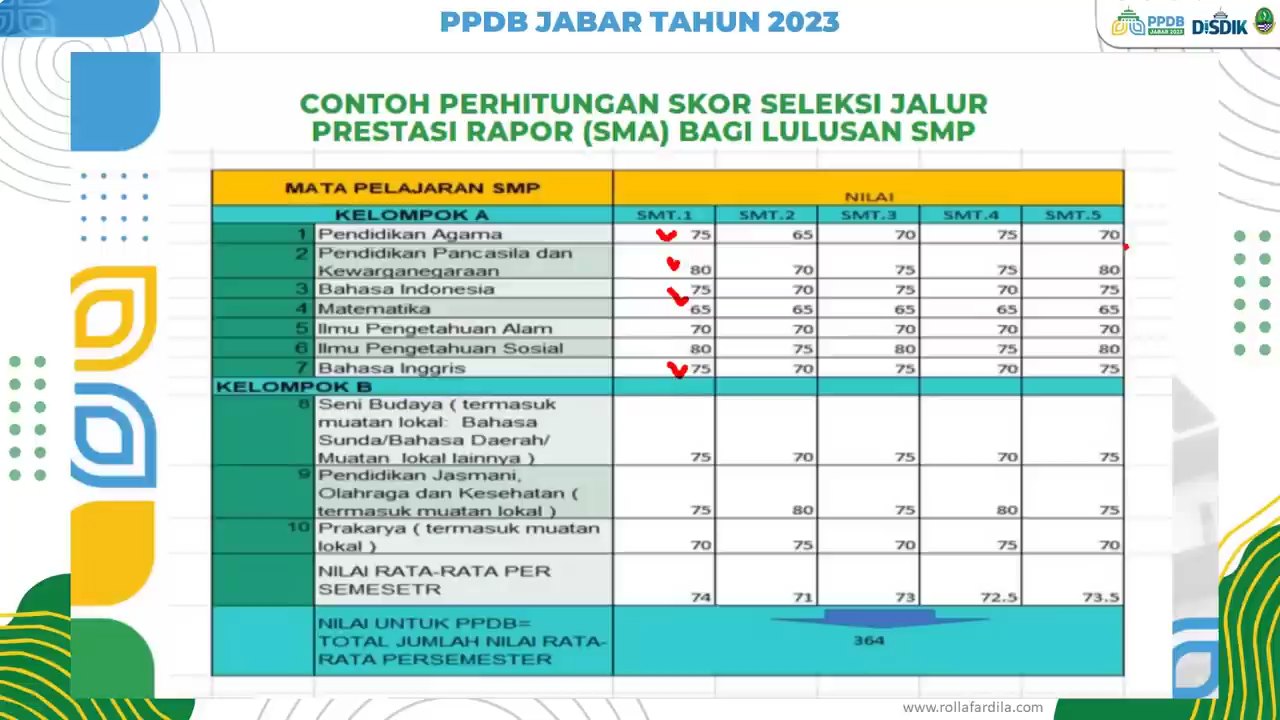 PPDB JABAR TAHUN 2023
PPDB
JABAR 2023
DiSDIK
CONTOH PERHITUNGAN SKOR SELEKSI JALUR
PRESTASI RAPOR (SMA) BAGI LULUSAN SMP
MATA PELAJARAN SMP NILAI
KELOMPOK A SMT.1 SMT.2 SMT.3 SMT.4 SMT.5
1 Pendidikan Agama 75 65 70 75 70
2 Pendidikan Pancasila dan
Kewarganegaraan 80 70 75 75 80
3 Bahasa Indonesia 75 70 75 70 75
4 Matematika 65 65 65 65 65
5 Ilmu Pengetahuan Alam 70 70 70 70 70
6 Ilmu Pengetahuan Sosial 80 75 80 75 80
7 Bahasa Inggris 75 70 75 70 75
KELOMPOK B
8 Seni Budaya ( termasuk
muatan lokal: Bahasa
Sunda/Bahasa Daerah/
Muatan lokal lainnya ) 75 70 75 70 75
9 Pendidikan Jasmani,
Olahraga dan Kesehatan (
termasuk muatan lokal ) 75 80 75 80 75
10 Prakarya ( termasuk muatan
lokal ) 70 75 70 75 70
NILAI RATA-RATA PER
SEMESETR 74 71 73 72.5 73.5
NILAI UNTUK PPDB=
TOTAL JUMLAH NILAI RATA-
RATA PERSEMESTER 364
www.rollafardila.com